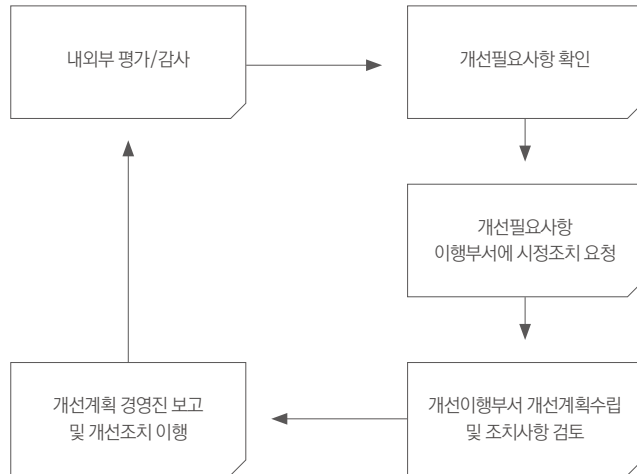 내외부 평가/감사
개선필요사항 확인
개선필요사항
이행부서에 시정조치 요청
개선이행부서 개선계획수립
및 조치사항 검토
개선계획 경영진 보고
및 개선조치 이행